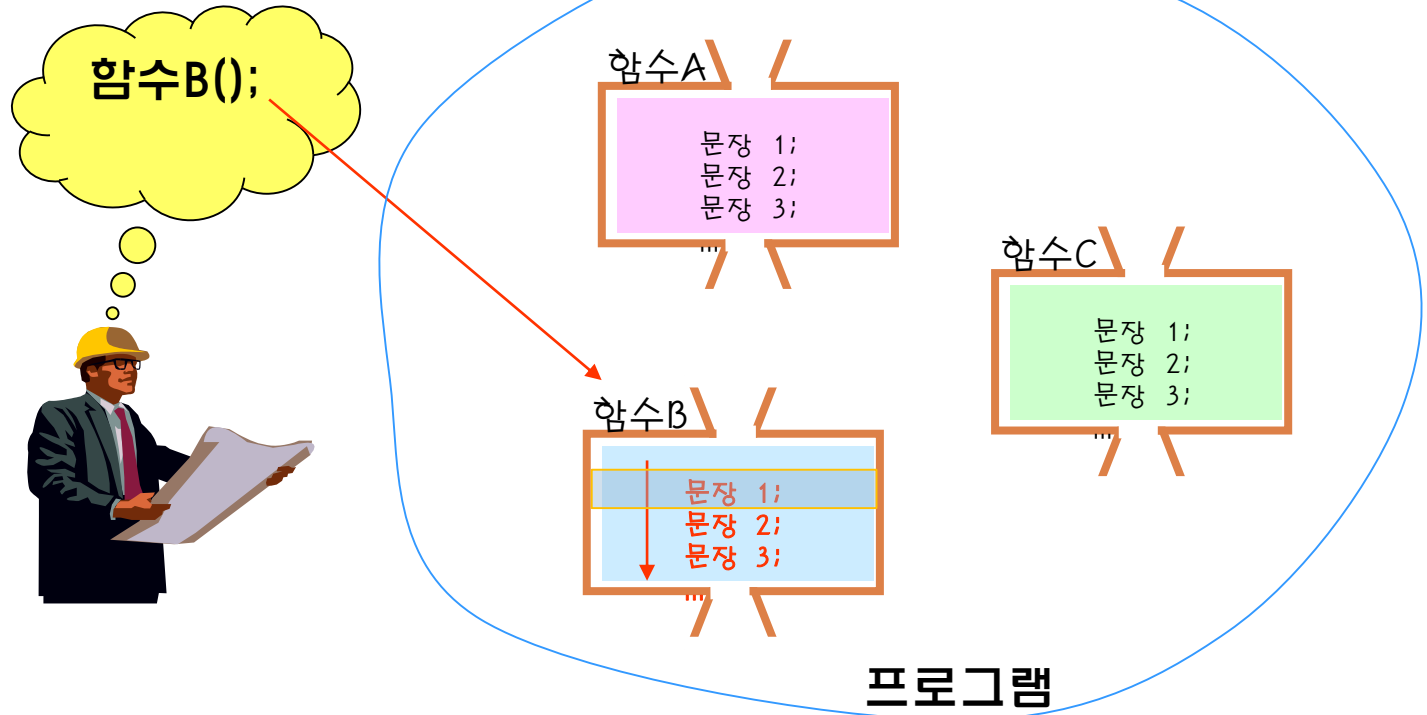 함수B();
함수A
문장 1;
문장 2;
문장 3;
...
함수C
문장 1;
문장 2;
문장 3;
...
함수B
문장 1;
문장 2;
문장 3;
...
프로그램